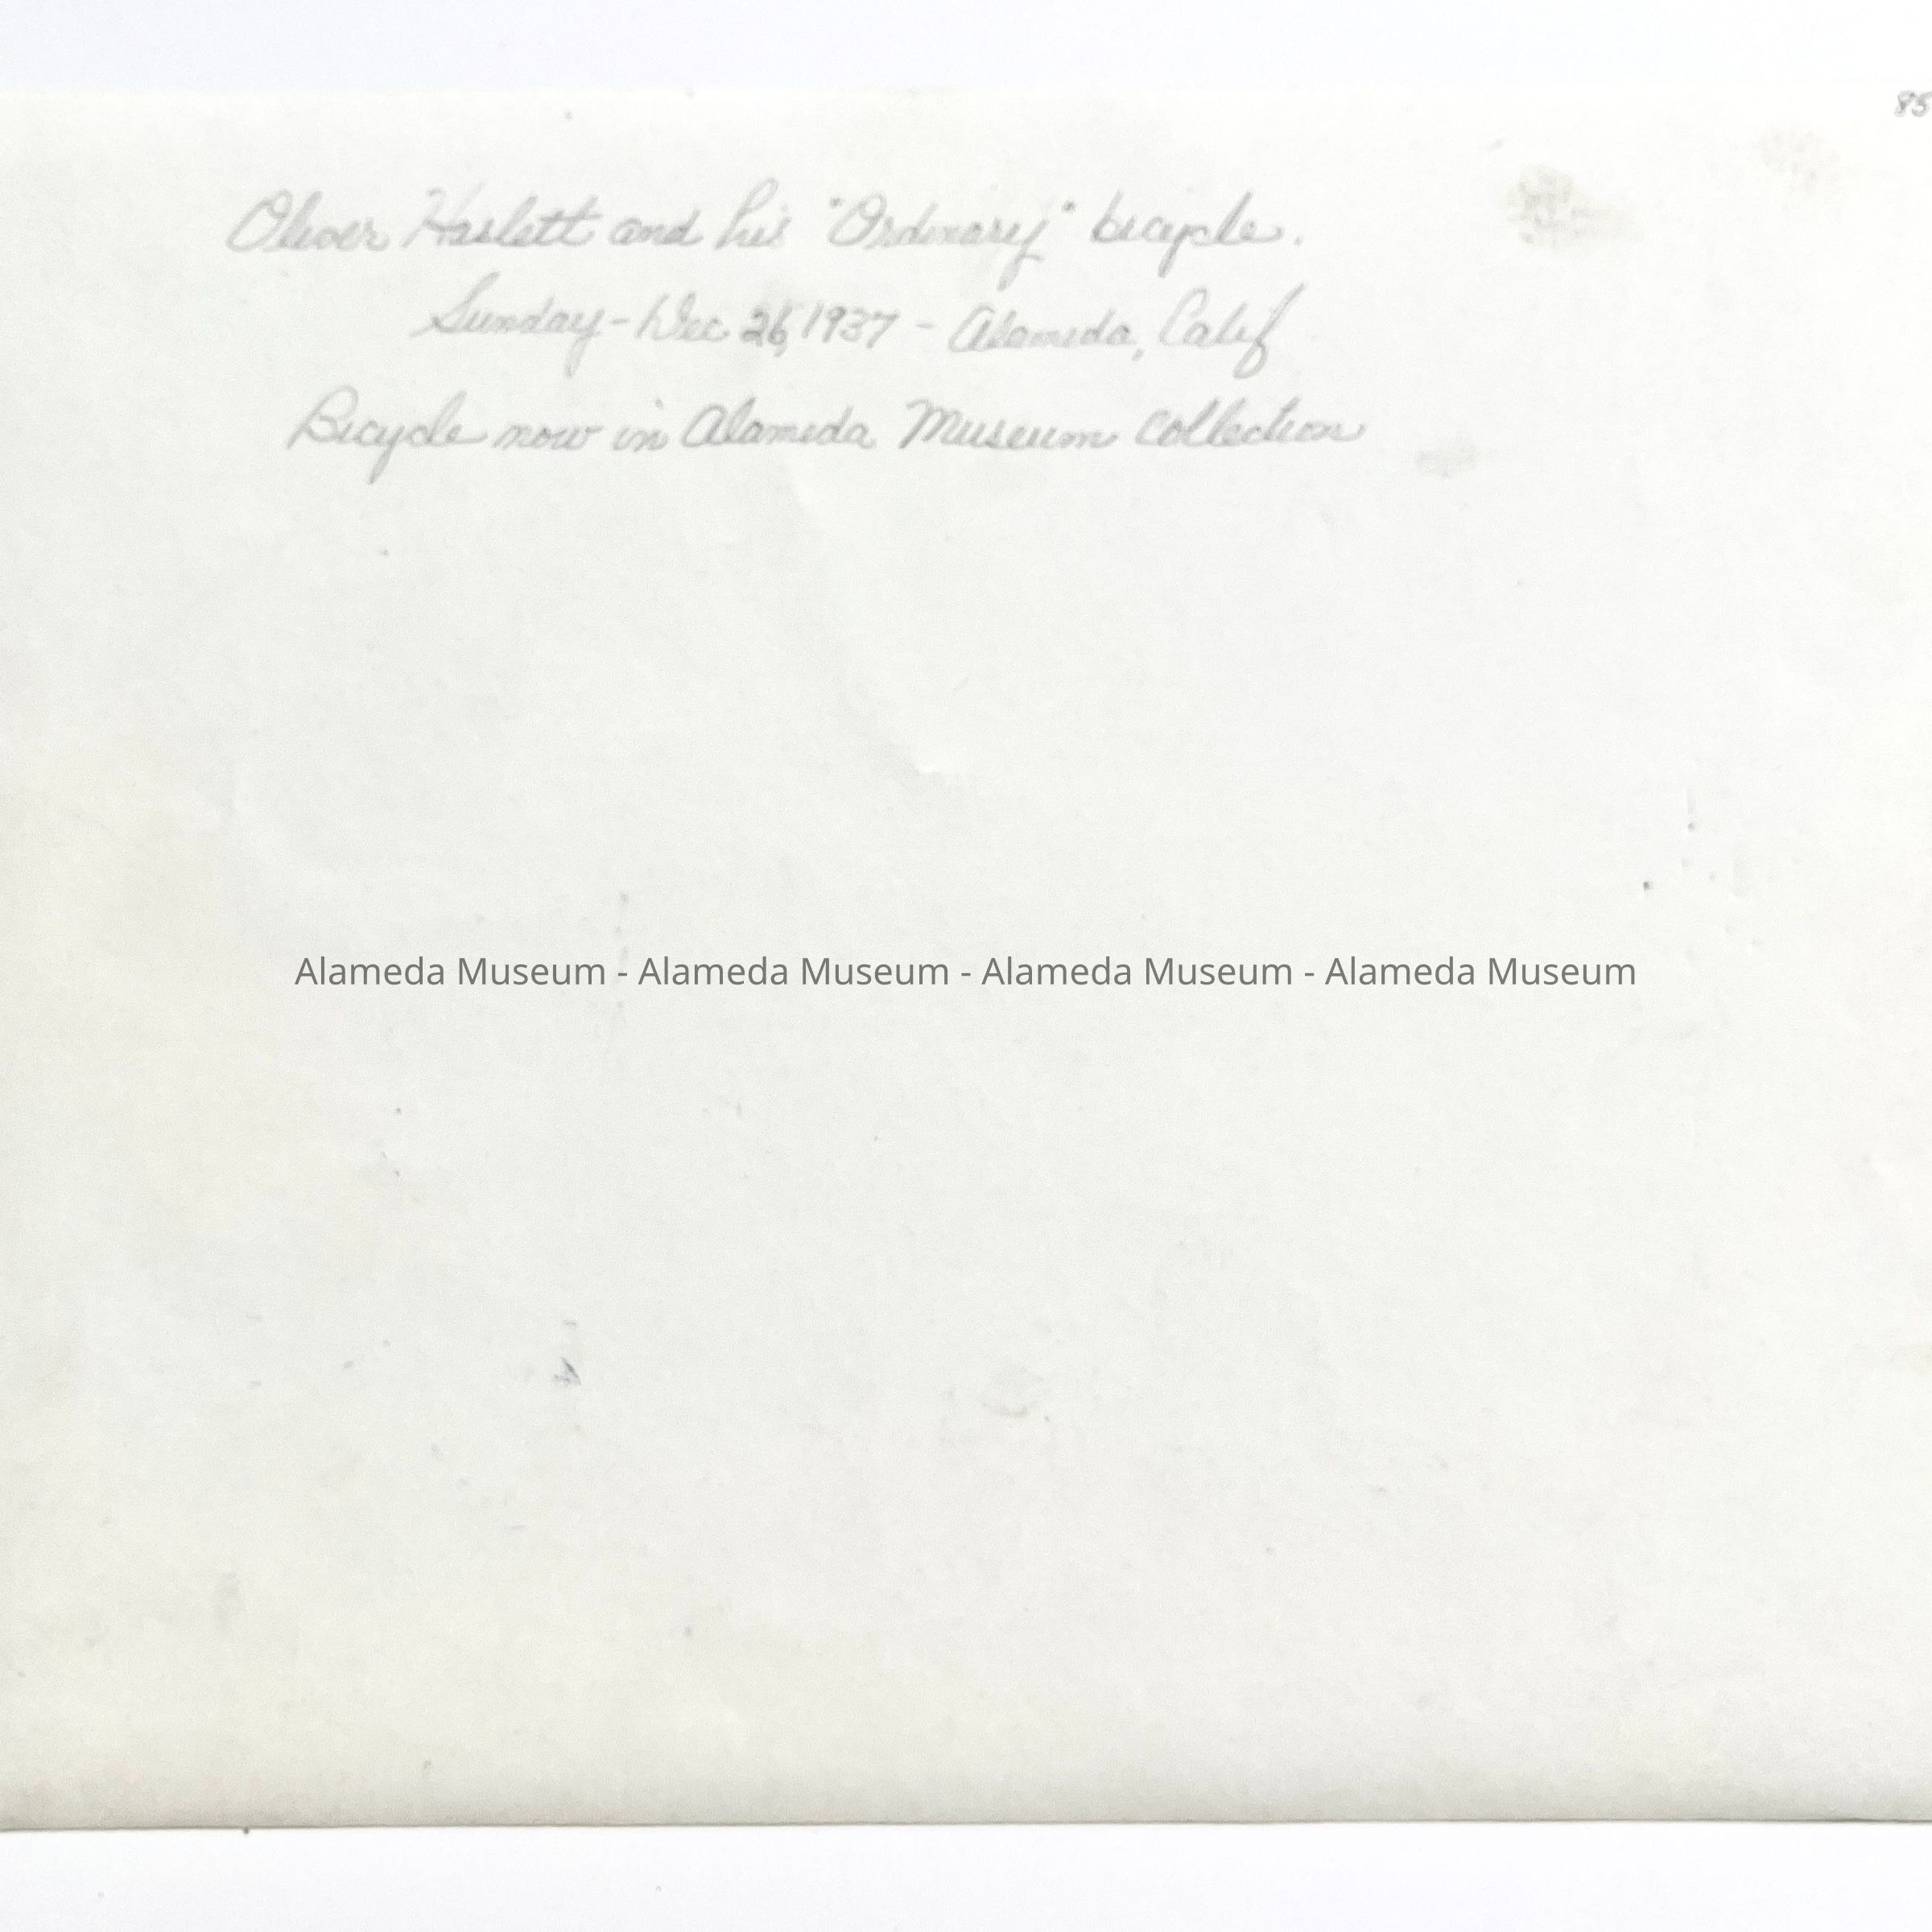 85
Oliver Haslett and his "Ordinary" bicycle.
Sunday - Dec 26, 1937 - Alameda, Calif
Bicycle now in Alameda Museum collection
Alameda Museum - Alameda Museum - Alameda Museum - Alameda Museum